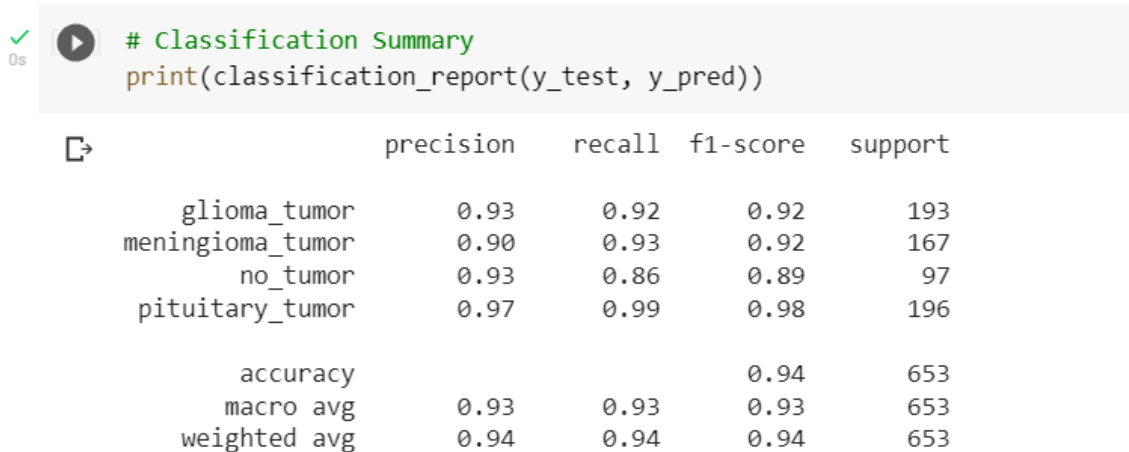 # Classification Summary
0s
print(classification_report(y_test, y_pred))
precision recall f1-score support
glioma_tumor 0.93 0.92 0.92 193
meningioma_tumor 0.90 0.93 0.92 167
no_tumor 0.93 0.86 0.89 97
pituitary_tumor 0.97 0.99 0.98 196
accuracy 0.94 653
macro avg 0.93 0.93 0.93 653
weighted avg 0.94 0.94 0.94 653